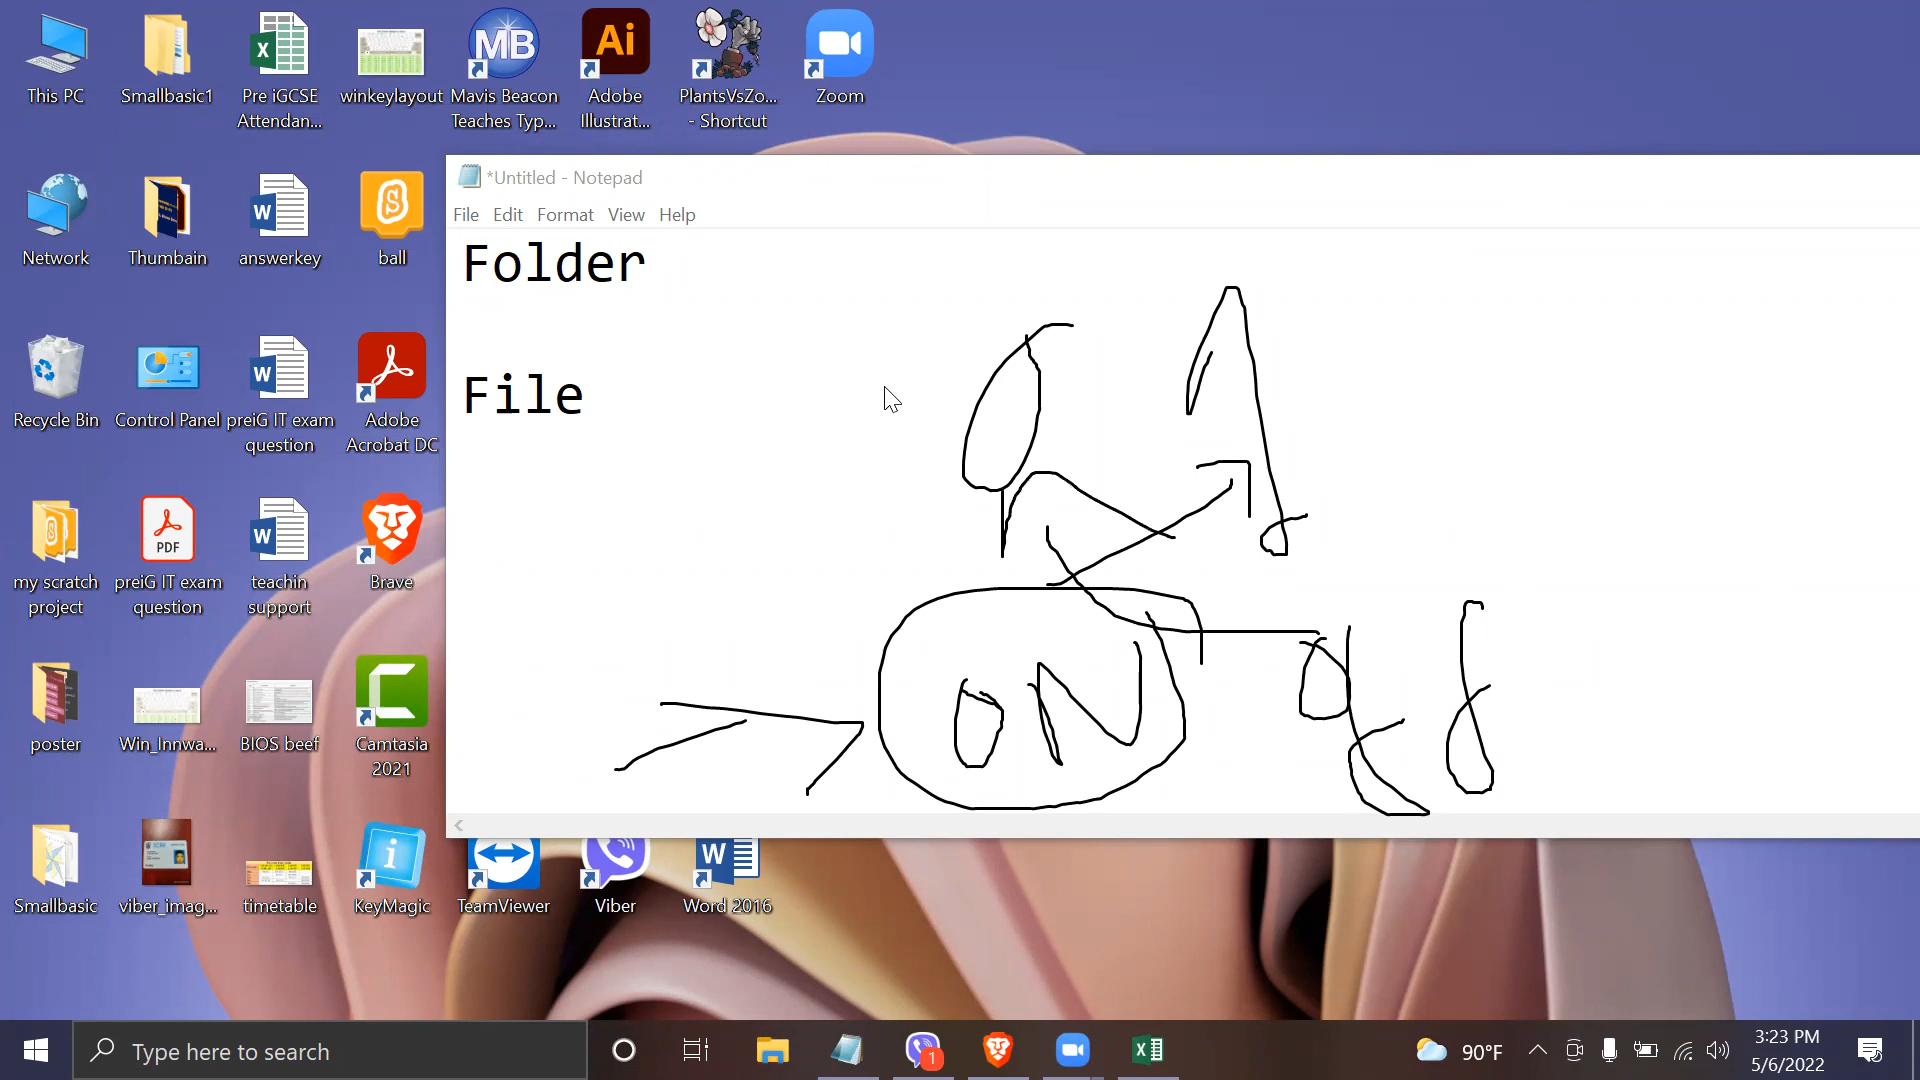 This PC
Smallbasic1
Pre iGCSE
Attendan...
winkeylayout
Mavis Beacon
Teaches Typ...
Adobe
Illustrat...
PlantsVsZo...
- Shortcut
Zoom
MB
Ai
*Untitled - Notepad
File Edit Format View Help
Folder
File
Network
Thumbain
answerkey
ball
Recycle Bin
Control Panel
preiG IT exam
question
Adobe
Acrobat DC
my scratch
project
PDF
preiG IT exam
question
teachin
support
Brave
ON
poster
Win_Innwa...
BIOS beef
Camtasia
2021
Smallbasic
viber_imag...
timetable
KeyMagic
TeamViewer
Viber
Word 2016
Type here to search
1
90°F
3:23 PM
5/6/2022